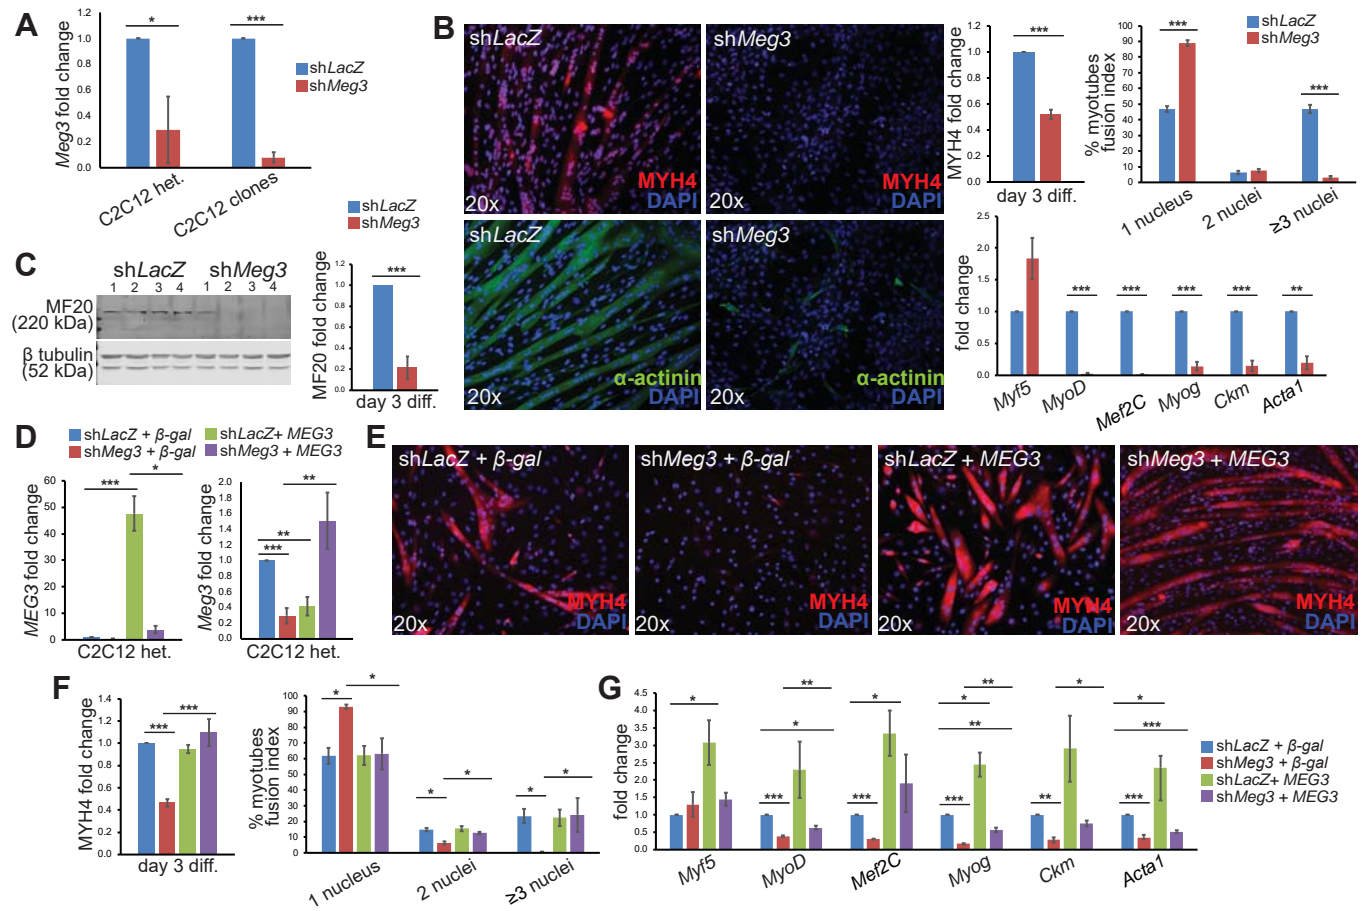 A
Meg3 fold change
1.2
1.0
0.8
0.6
0.4
0.2
0.0
*
***
C2C12 het.
C2C12 clones
shLacZ
shMeg3
B
shLacZ
MYH4
DAPI
20x
shMeg3
MYH4
DAPI
20x
shLacZ
α-actinin
DAPI
20x
shMeg3
α-actinin
DAPI
20x
MYH4 fold change
1.2
1.0
0.8
0.6
0.4
0.2
0.0
***
day 3 diff.
% myotubes
fusion index
100
90
80
70
60
50
40
30
20
10
0
***
***
1 nucleus
2 nuclei
≥3 nuclei
shLacZ
shMeg3
fold change
2.5
2.0
1.5
1.0
0.5
0.0
***
***
***
***
**
Myf5
MyoD
Mef2C
Myog
Ckm
Acta1
C
shLacZ shMeg3
1 2 3 4 1 2 3 4
MF20
(220 kDa)
β tubulin
(52 kDa)
shLacZ
shMeg3
MF20 fold change
1.2
1.0
0.8
0.6
0.4
0.2
0.0
***
day 3 diff.
D
shLacZ + β-gal
shMeg3 + β-gal
shLacZ+ MEG3
shMeg3 + MEG3
MEG3 fold change
60
50
40
30
20
10
0
***
*
C2C12 het.
Meg3 fold change
2.0
1.8
1.6
1.4
1.2
1.0
0.8
0.6
0.4
0.2
0.0
**
**
***
C2C12 het.
E
shLacZ + β-gal
MYH4
DAPI
20x
shMeg3 + β-gal
MYH4
DAPI
20x
shLacZ + MEG3
MYH4
DAPI
20x
shMeg3 + MEG3
MYH4
DAPI
20x
F
MYH4 fold change
1.4
1.2
1.0
0.8
0.6
0.4
0.2
0
***
***
day 3 diff.
% myotubes
fusion index
100
90
80
70
60
50
40
30
20
10
0
*
*
*
*
*
*
1 nucleus
2 nuclei
≥3 nuclei
G
fold change
4.5
4.0
3.5
3.0
2.5
2.0
1.5
1.0
0.5
0.0
*
**
*
***
*
***
**
*
**
***
*
**
*
***
***
Myf5
MyoD
Mef2C
Myog
Ckm
Acta1
shLacZ + β-gal
shMeg3 + β-gal
shLacZ+ MEG3
shMeg3 + MEG3